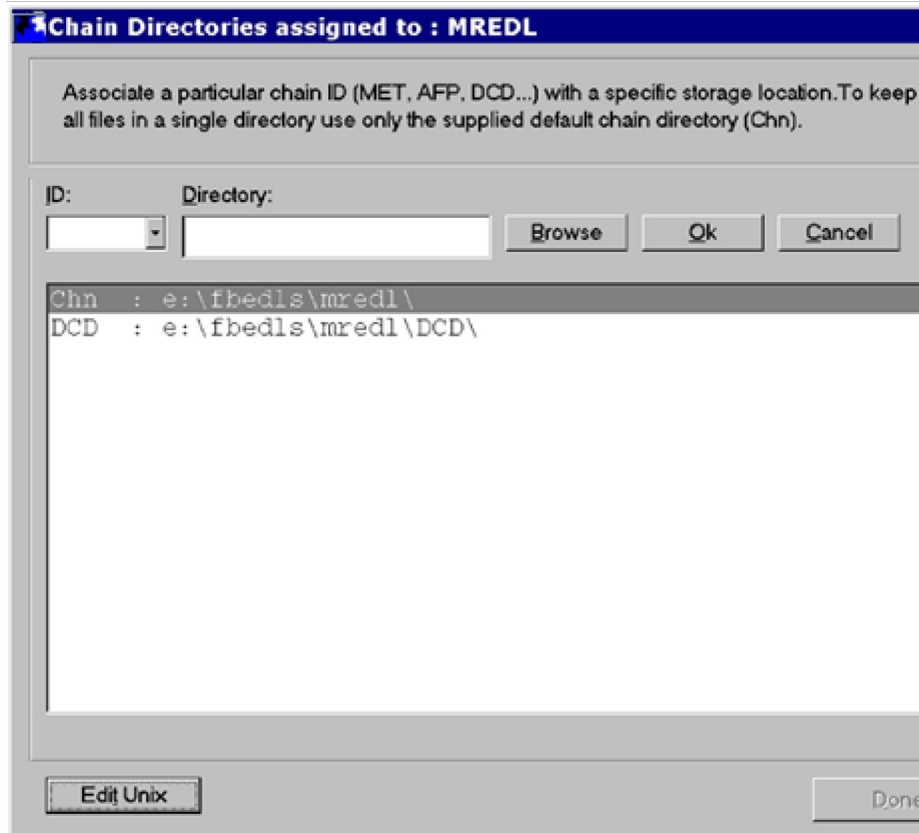 Chain Directories assigned to : MREDL
Associate a particular chain ID (MET, AFP, DCD...) with a specific storage location.To keep
all files in a single directory use only the supplied default chain directory (Chn).
ID: Directory:
Browse Ok Cancel
Chn : e:\fbedls\mredl\
DCD : e:\fbedls\mredl\DCD\
Edit Unix Done